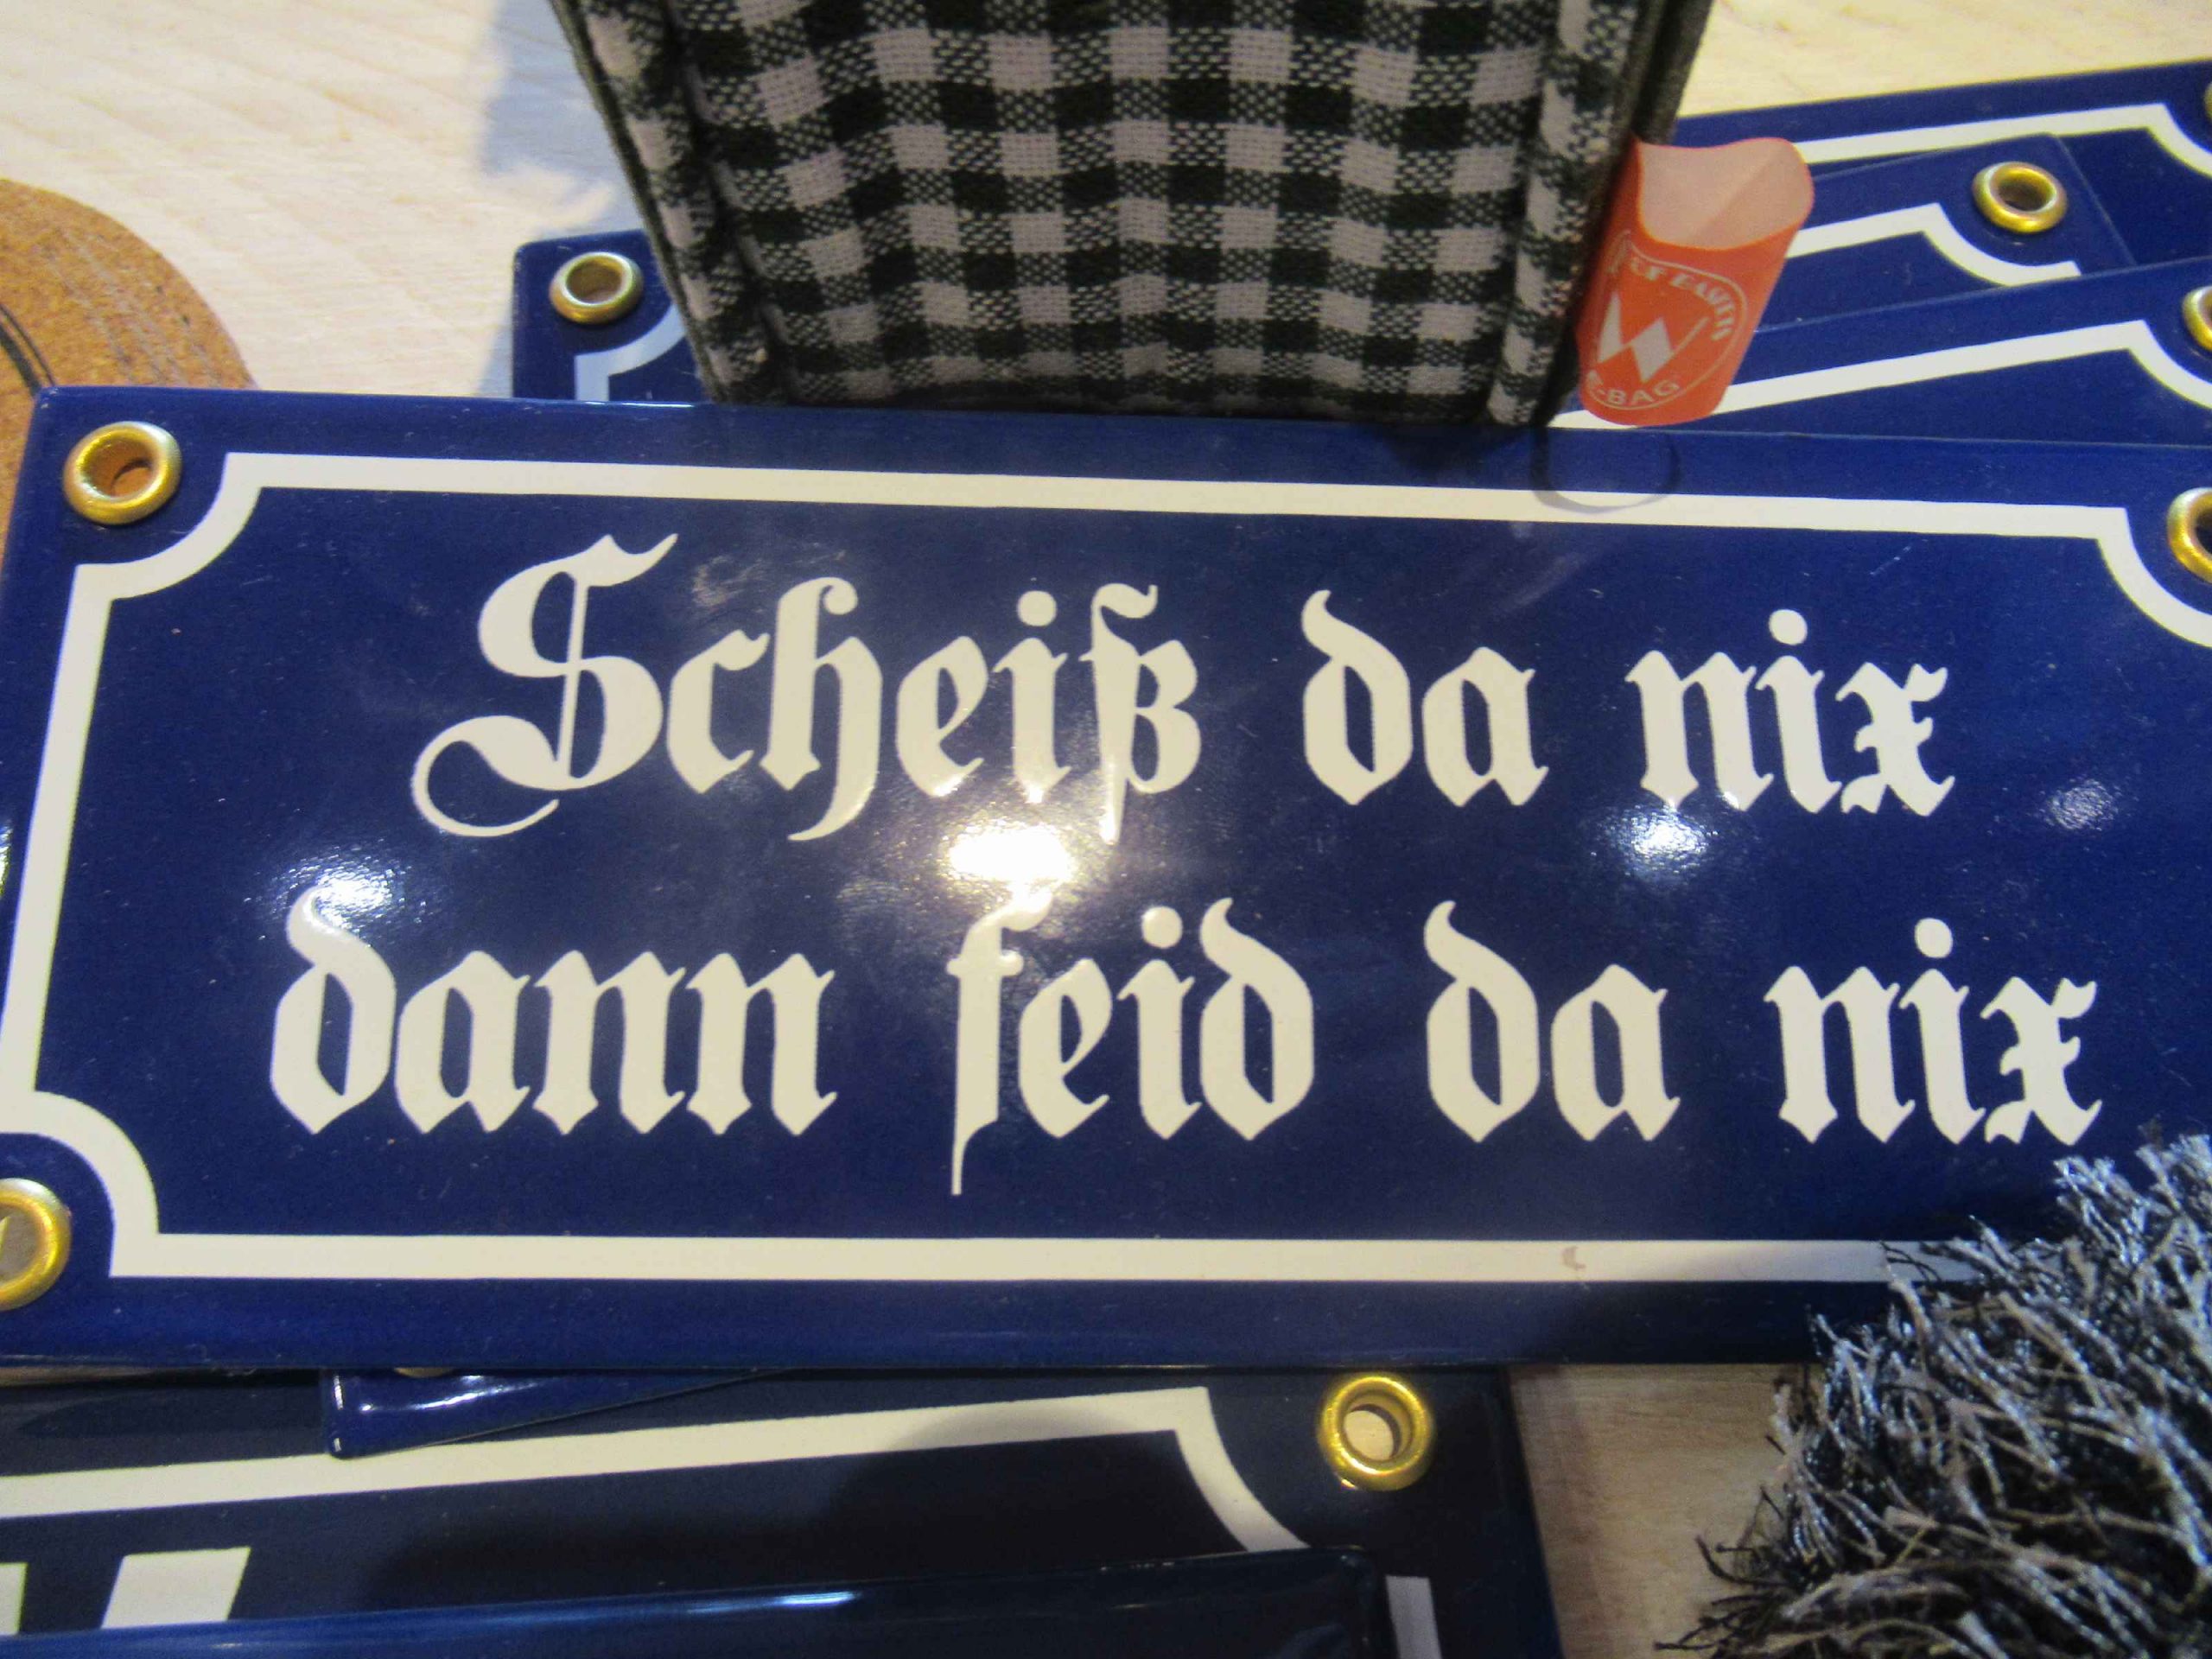 W
Scheiß da nix
dann feid da nix